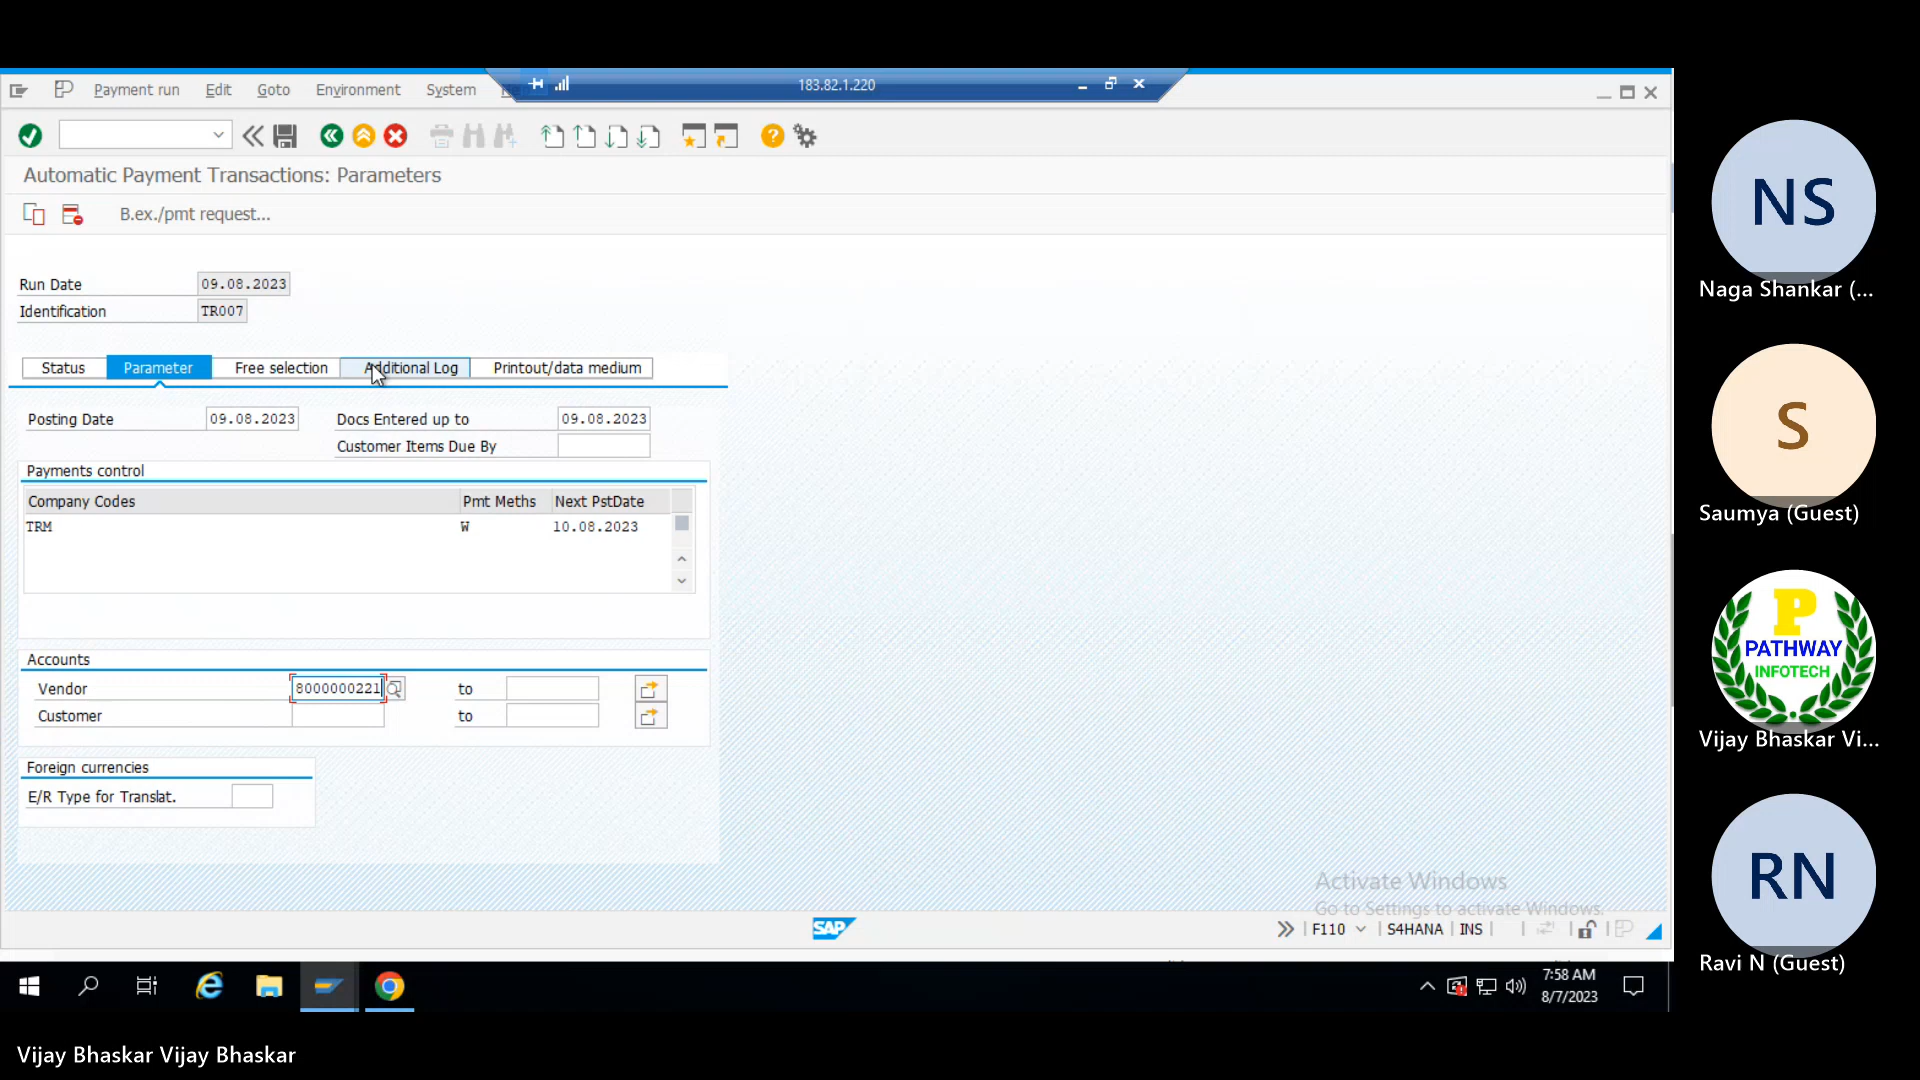 183.82.1.220
Payment run Edit Goto Environment System
Automatic Payment Transactions: Parameters
B.ex./pmt request...
Run Date 09.08.2023
Identification TR007
Status Parameter Free selection Additional Log Printout/data medium
Posting Date 09.08.2023 Docs Entered up to 09.08.2023
Customer Items Due By
Payments control
Company Codes Pmt Meths Next PstDate
TRM W 10.08.2023
Accounts
Vendor 8000000221 to
Customer to
Foreign currencies
E/R Type for Translat.
Activate Windows
Go to Settings to activate Windows.
SAP F110 S4HANA INS
7:58 AM
8/7/2023
NS
Naga Shankar (...
S
Saumya (Guest)
P
PATHWAY
INFOTECH
Vijay Bhaskar Vi...
RN
Ravi N (Guest)
Vijay Bhaskar Vijay Bhaskar